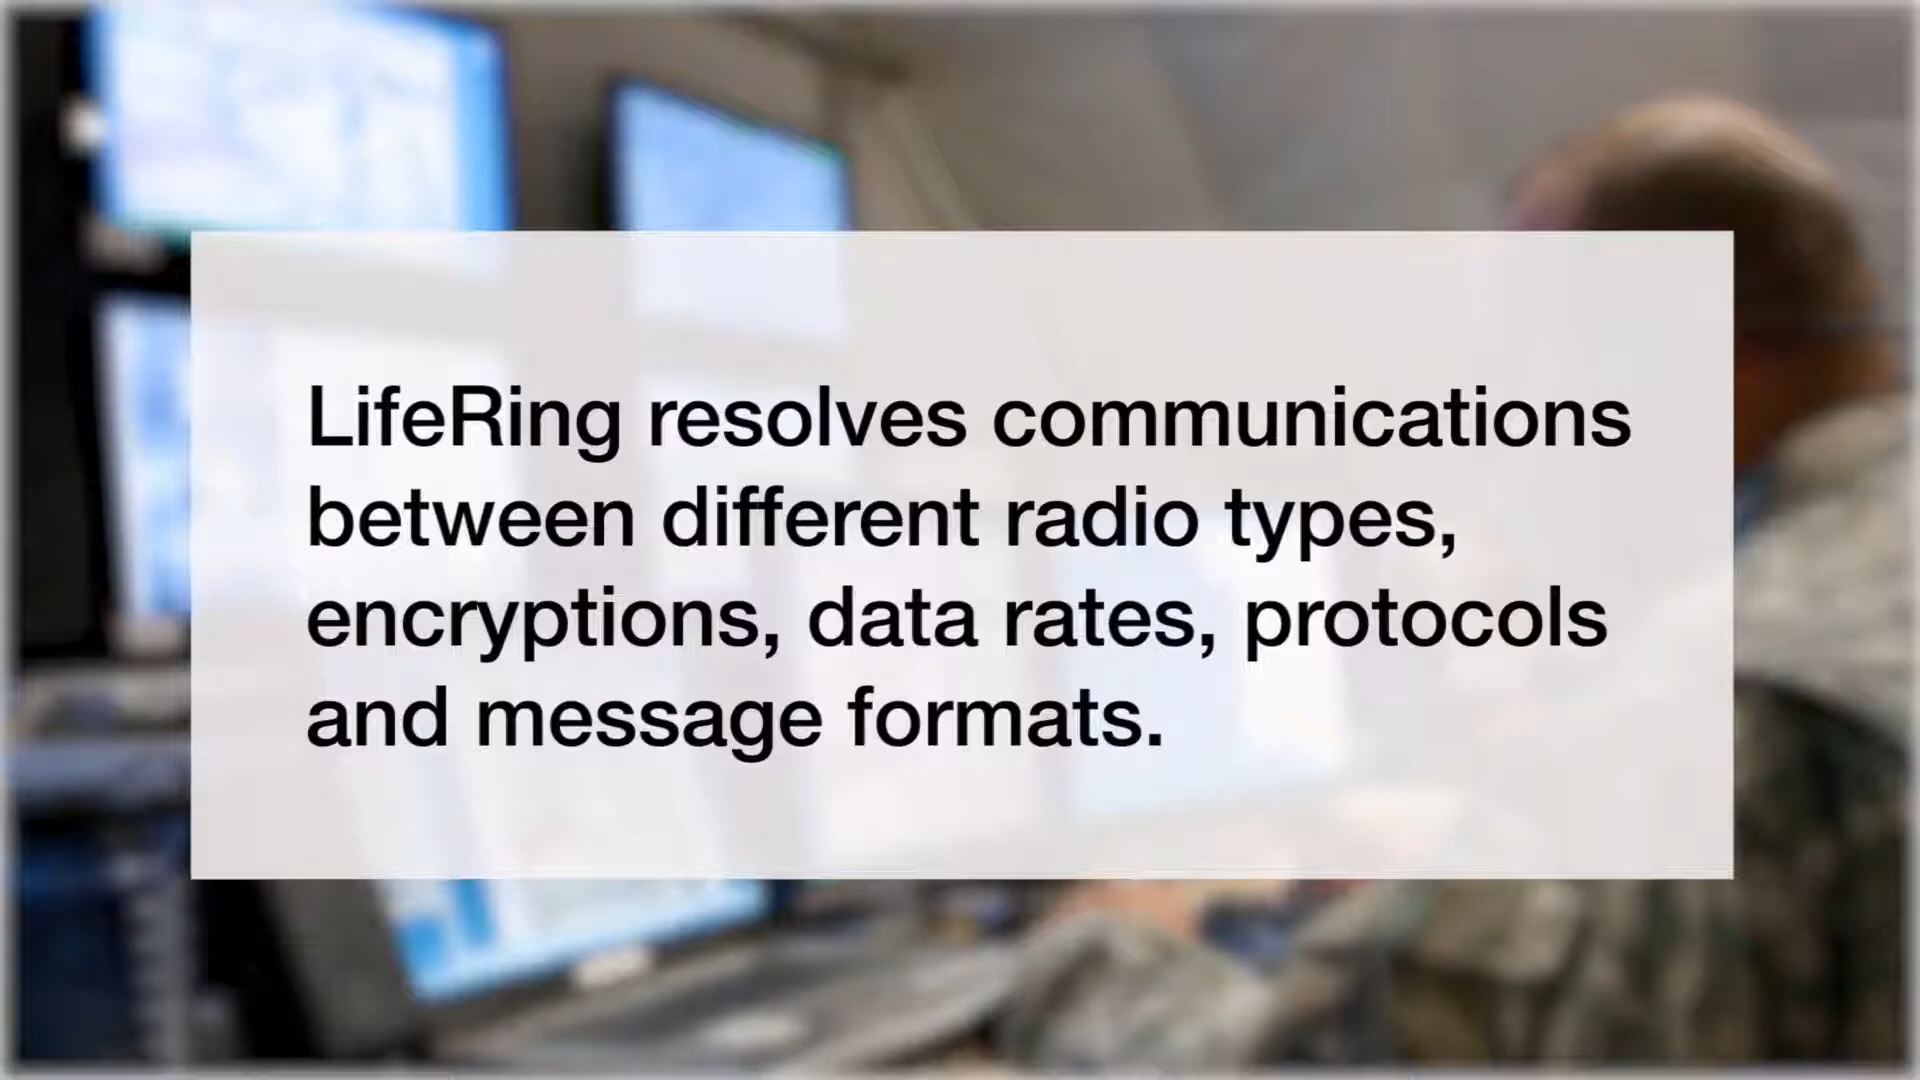 LifeRing resolves communications
between different radio types,
encryptions, data rates, protocols
and message formats.